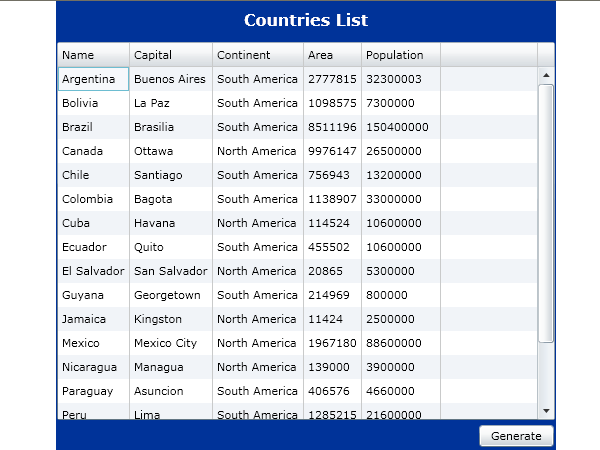 Countries List
Name Capital Continent Area Population
Argentina Buenos Aires South America 2777815 32300003
Bolivia La Paz South America 1098575 7300000
Brazil Brasilia South America 8511196 150400000
Canada Ottawa North America 9976147 26500000
Chile Santiago South America 756943 13200000
Colombia Bagota South America 1138907 33000000
Cuba Havana North America 114524 10600000
Ecuador Quito South America 455502 10600000
El Salvador San Salvador North America 20865 5300000
Guyana Georgetown South America 214969 800000
Jamaica Kingston North America 11424 2500000
Mexico Mexico City North America 1967180 88600000
Nicaragua Managua North America 139000 3900000
Paraguay Asuncion South America 406576 4660000
Peru Lima South America 1285215 21600000
Generate